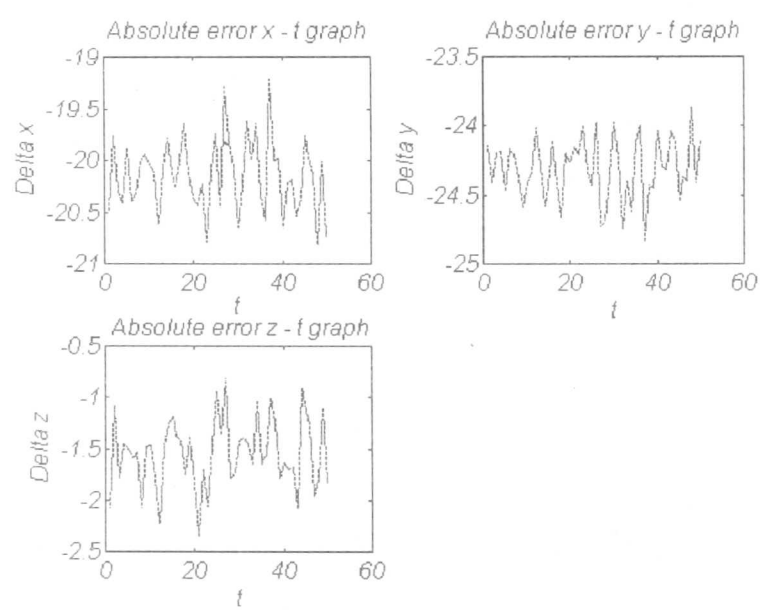 Absolute error x - t graph
Absolute error y - t graph
-19
-19.5
-20
-20.5
-21
Delta x
0 20 40 60
t
-23.5
-24
-24.5
-25
Delta y
0 20 40 60
t
Absolute error z - t graph
-0.5
-1
-1.5
-2
-2.5
Delta z
0 20 40 60
t